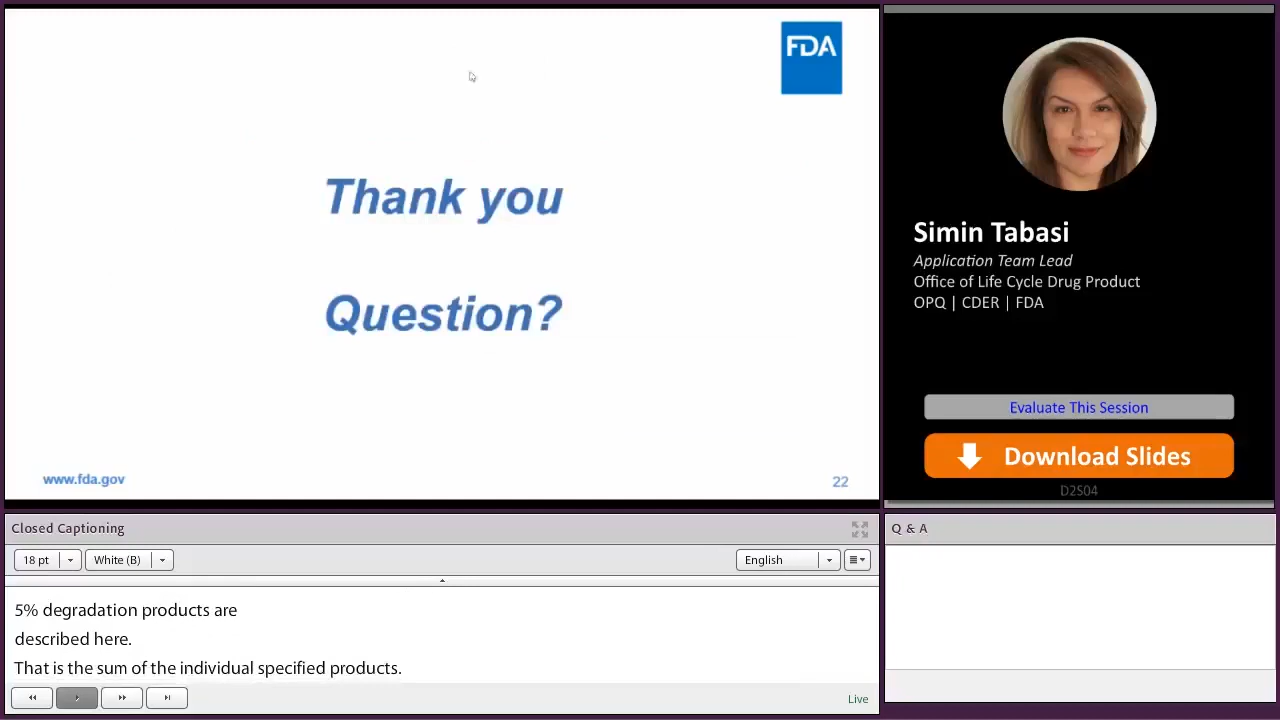 FDA
Thank you
Question?
www.fda.gov
22
Simin Tabasi
Application Team Lead
Office of Life Cycle Drug Product
OPQ | CDER | FDA
Evaluate This Session
Download Slides
D2S04
Closed Captioning
18 pt
White (B)
English
5% degradation products are
described here.
That is the sum of the individual specified products.
Live
Q & A